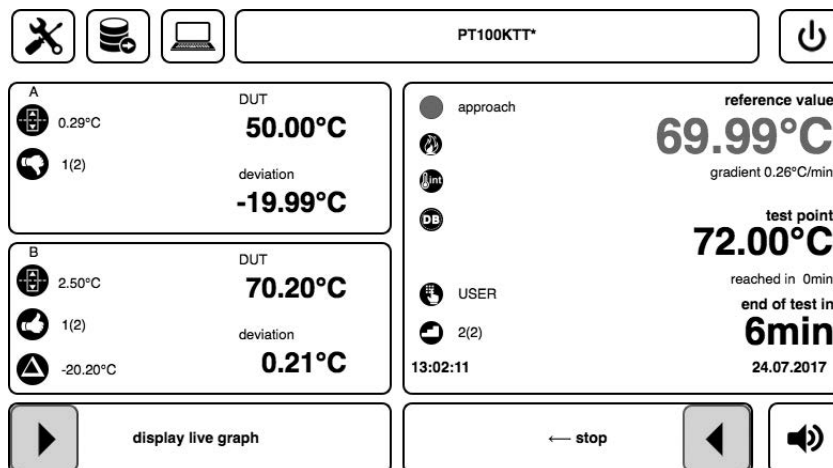 PT100KTT*
A
0.29°C
1(2)
DUT
50.00°C
deviation
-19.99°C
B
2.50°C
1(2)
-20.20°C
DUT
70.20°C
deviation
0.21°C
approach
int
DB
USER
2(2)
13:02:11
reference value
69.99°C
gradient 0.26°C/min
test point
72.00°C
reached in 0min
end of test in
6min
24.07.2017
display live graph
← stop